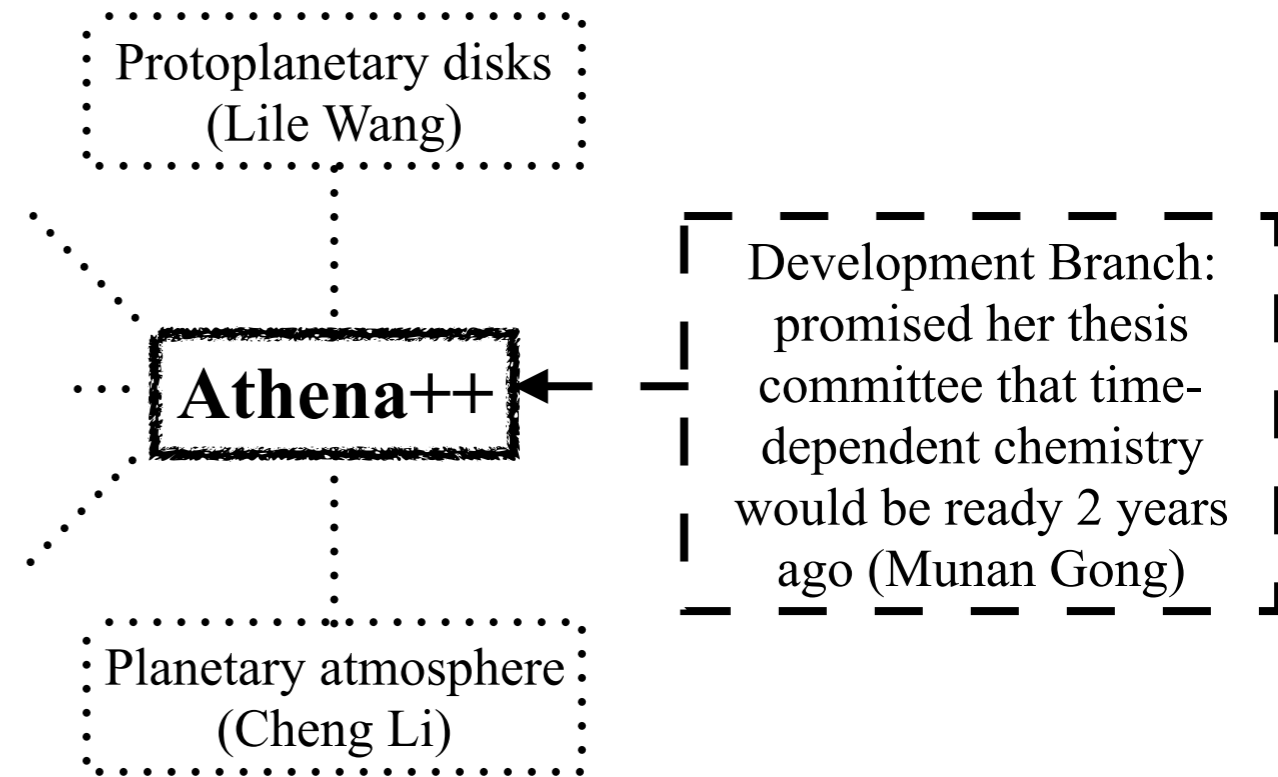 Protoplanetary disks
(Lile Wang)
Athena++
Development Branch:
promised her thesis
committee that time-
dependent chemistry
would be ready 2 years
ago (Munan Gong)
Planetary atmosphere
(Cheng Li)